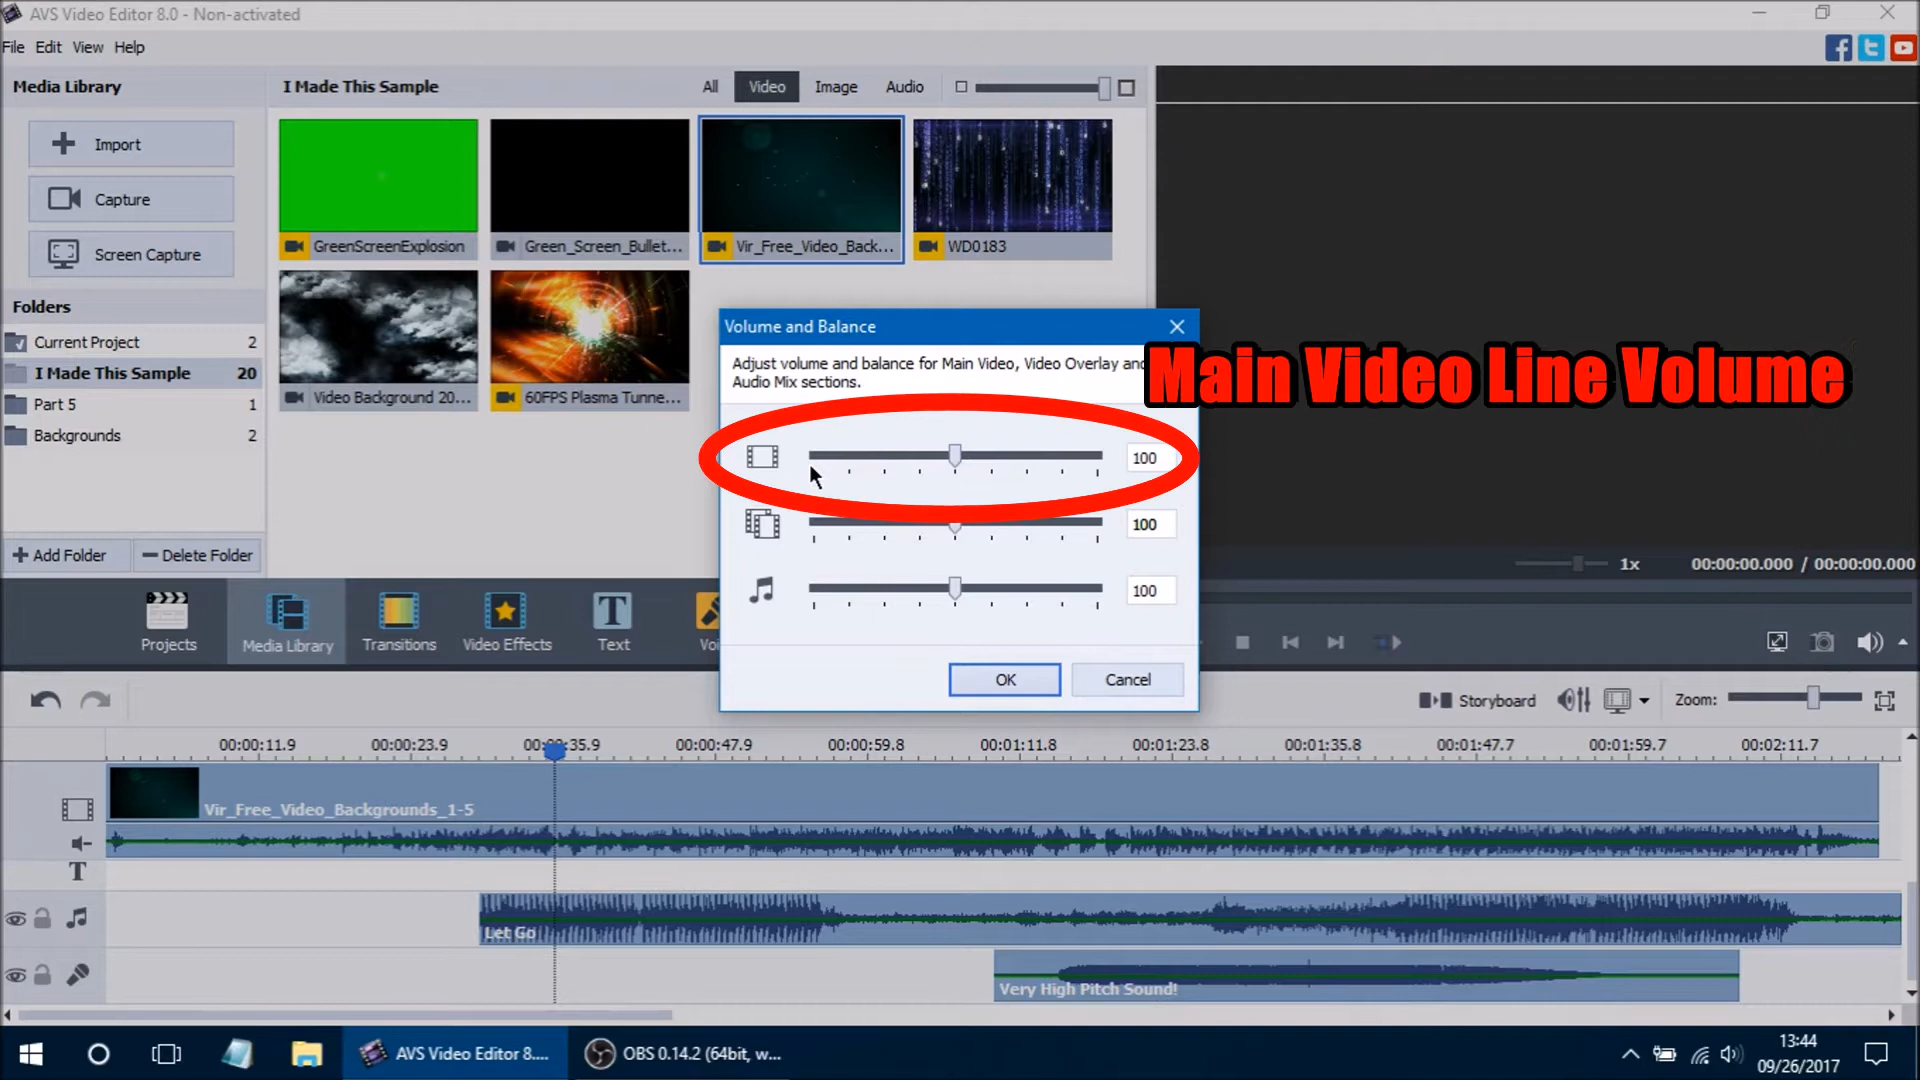 AVS Video Editor 8.0 - Non-activated
File Edit View Help
Media Library
I Made This Sample
All Video Image Audio
Import
Capture
Screen Capture
GreenScreenExplosion
Green_Screen_Bullet...
Vir_Free_Video_Back...
WD0183
Video Background 20...
60FPS Plasma Tunne...
Folders
Current Project 2
I Made This Sample 20
Part 5 1
Backgrounds 2
Add Folder
Delete Folder
Volume and Balance
Adjust volume and balance for Main Video, Video Overlay and
Audio Mix sections.
Main Video Line Volume
100
100
100
OK
Cancel
1x 00:00:00.000 / 00:00:00.000
Projects
Media Library
Transitions
Video Effects
T
Text
Storyboard
Zoom:
00:00:11.9 00:00:23.9 00:00:35.9 00:00:47.9 00:00:59.8 00:01:11.8 00:01:23.8 00:01:35.8 00:01:47.7 00:01:59.7 00:02:11.7
Vir_Free_Video_Backgrounds_1-5
T
Let Go
Very High Pitch Sound!
AVS Video Editor 8....
OBS 0.14.2 (64bit, w...
13:44
09/26/2017